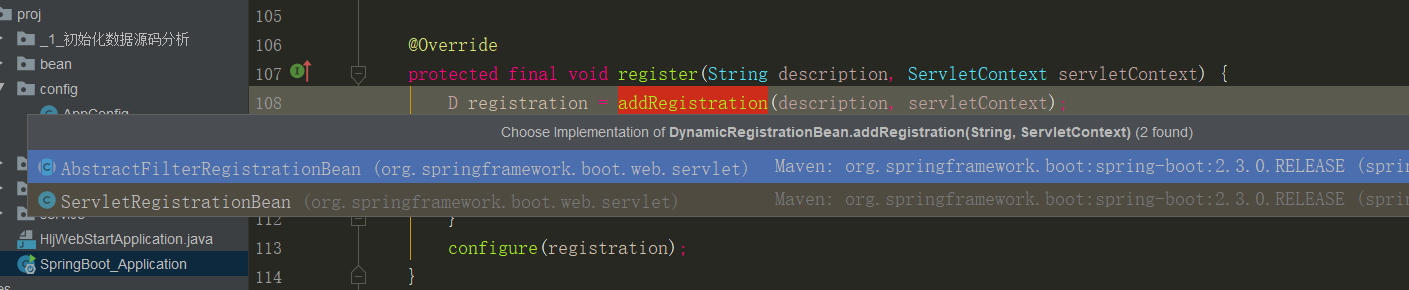 proj
_1_初始化数据源码分析
bean
config
AppConfig
105
106 @Override
107 protected final void register(String description, ServletContext servletContext) {
108 D registration = addRegistration(description, servletContext);
Choose Implementation of DynamicRegistrationBean.addRegistration(String, ServletContext) (2 found)
AbstractFilterRegistrationBean (org.springframework.boot.web.servlet) Maven: org.springframework.boot:spring-boot:2.3.0.RELEASE (sprin
ServletRegistrationBean (org.springframework.boot.web.servlet) Maven: org.springframework.boot:spring-boot:2.3.0.RELEASE (sprin
service
112 }
HljWebStartApplication.java
113 configure(registration);
SpringBoot_Application
114 }